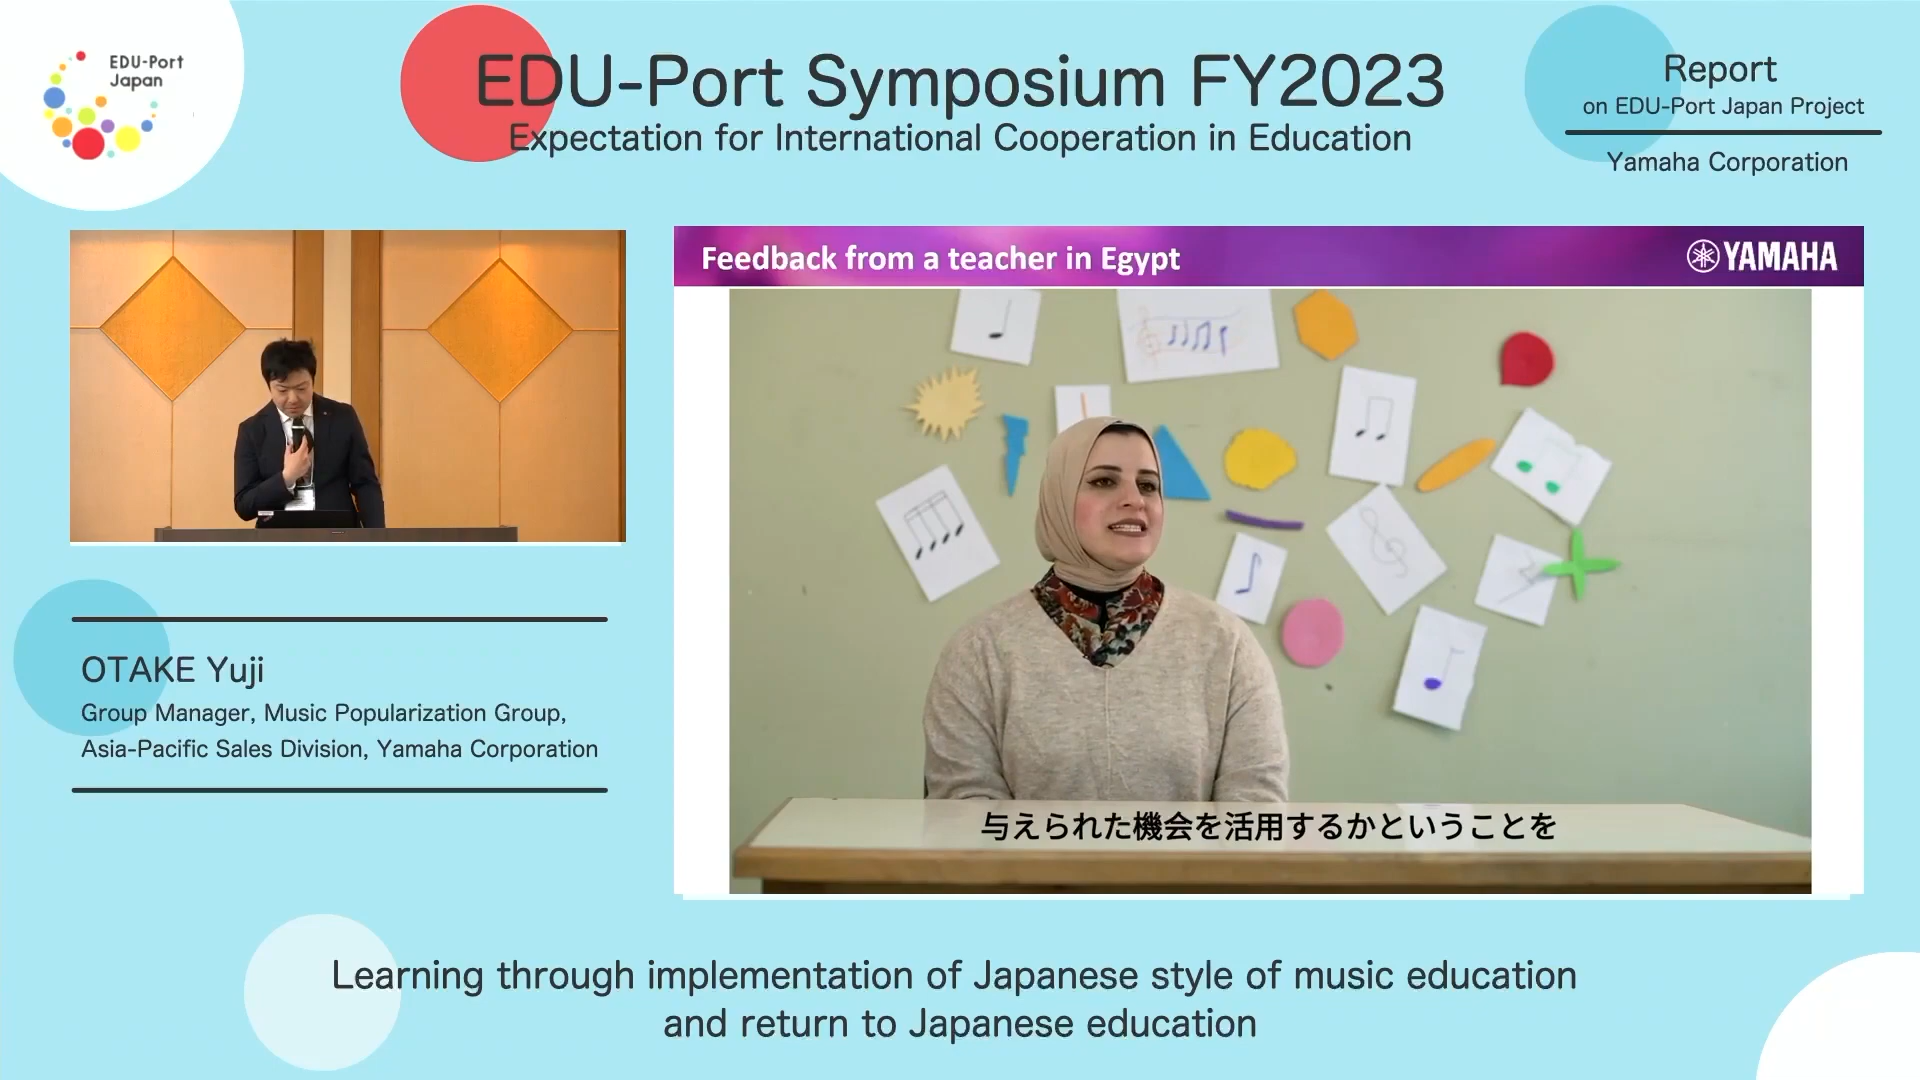 EDU-Port
Japan
EDU-Port Symposium FY2023
Expectation for International Cooperation in Education
Report
on EDU-Port Japan Project
Yamaha Corporation
Feedback from a teacher in Egypt
YAMAHA
与えられた機会を活用するかということを
OTAKE Yuji
Group Manager, Music Popularization Group,
Asia-Pacific Sales Division, Yamaha Corporation
Learning through implementation of Japanese style of music education
and return to Japanese education